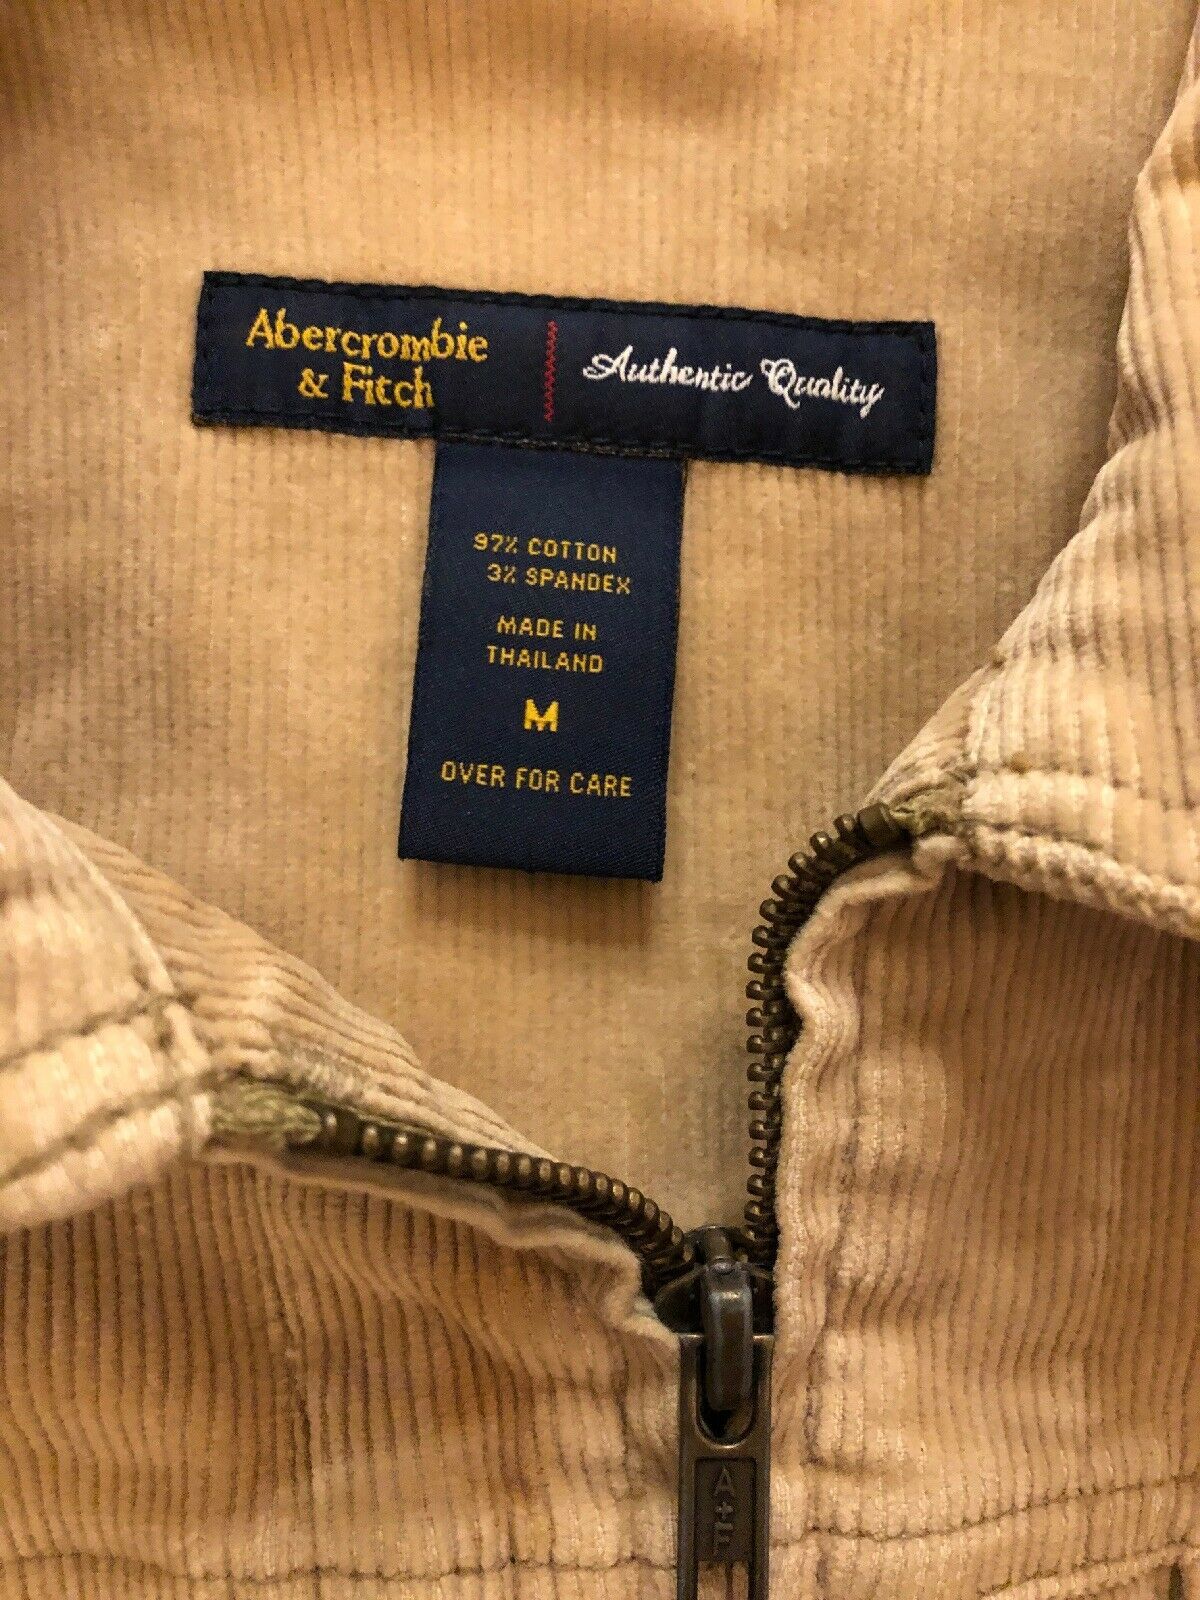 Abercrombie
& Fitch
Authentic Quality
97% COTTON
3% SPANDEX
MADE IN
THAILAND
M
OVER FOR CARE
A+F